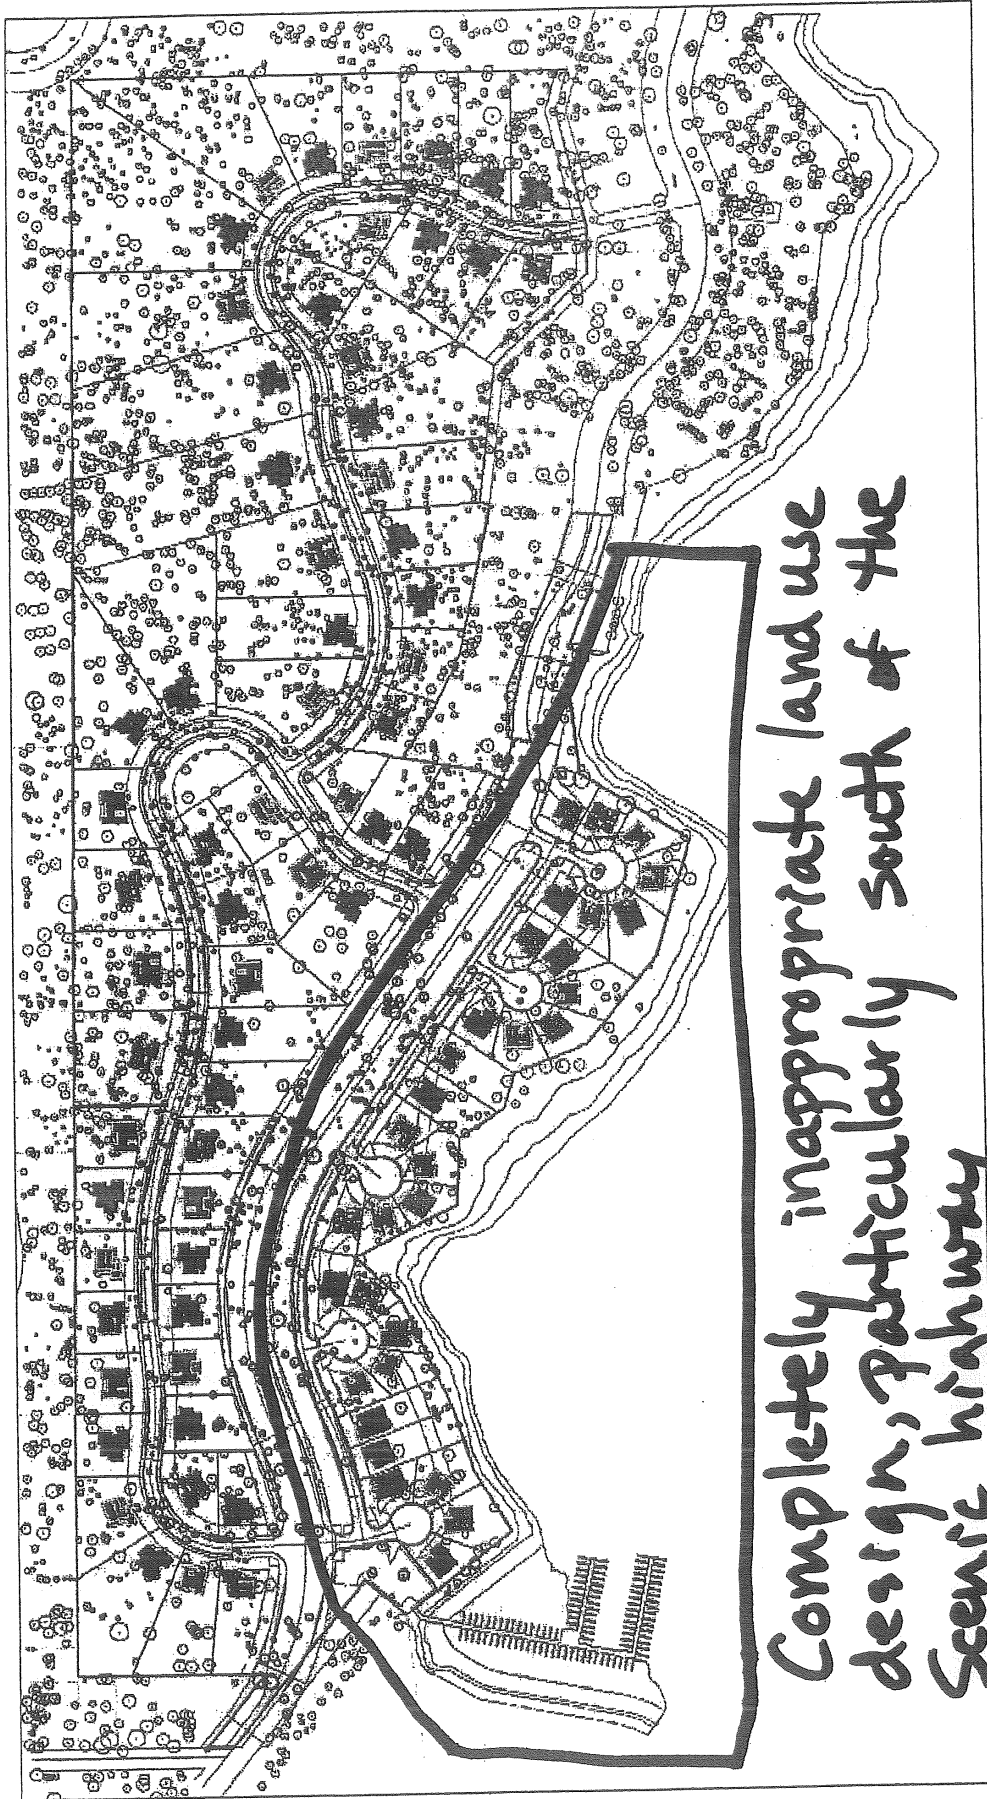 Completely inappropriate land use
design, particularly south of the
Scenic highway